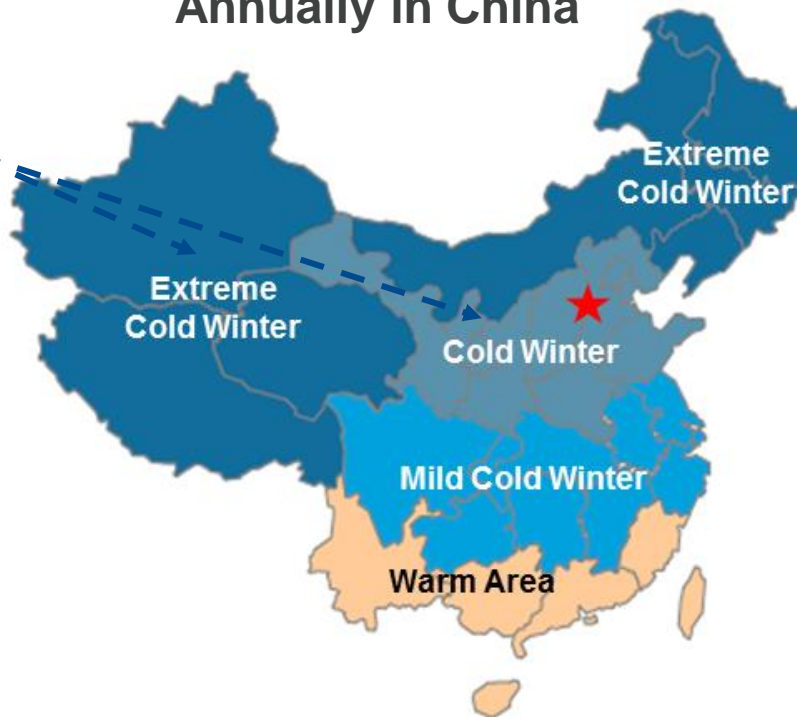 Annually in China
Extreme
Cold Winter
Extreme
Cold Winter
Cold Winter
Mild Cold Winter
Warm Area